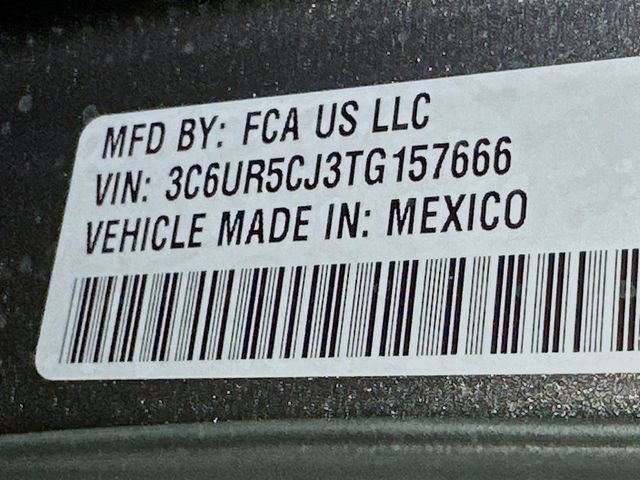 MFD BY: FCA US LLC
VIN: 3C6UR5CJ3TG157666
VEHICLE MADE IN: MEXICO